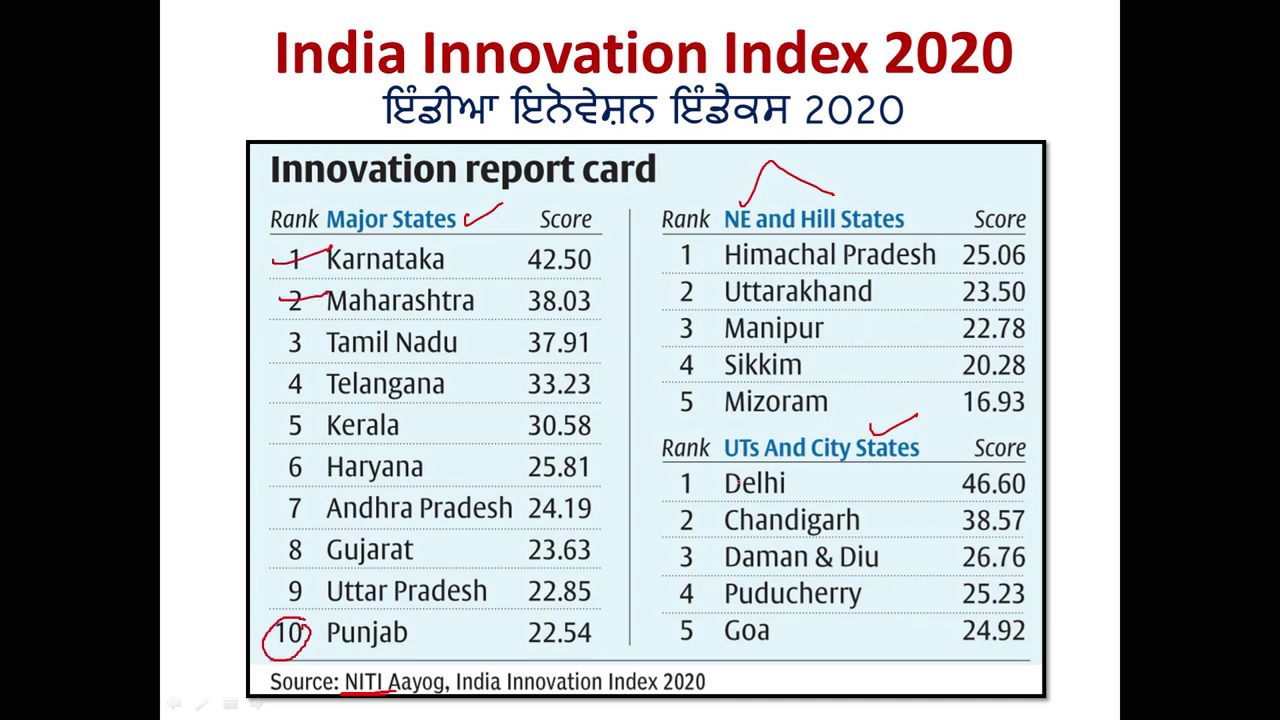 India Innovation Index 2020
ਇੰਡੀਆ ਇਨੋਵੇਸ਼ਨ ਇੰਡੈਕਸ 2020
Innovation report card
Rank Major States Score
1 Karnataka 42.50
2 Maharashtra 38.03
3 Tamil Nadu 37.91
4 Telangana 33.23
5 Kerala 30.58
6 Haryana 25.81
7 Andhra Pradesh 24.19
8 Gujarat 23.63
9 Uttar Pradesh 22.85
10 Punjab 22.54
Rank NE and Hill States Score
1 Himachal Pradesh 25.06
2 Uttarakhand 23.50
3 Manipur 22.78
4 Sikkim 20.28
5 Mizoram 16.93
Rank UTs And City States Score
1 Delhi 46.60
2 Chandigarh 38.57
3 Daman & Diu 26.76
4 Puducherry 25.23
5 Goa 24.92
Source: NITI Aayog, India Innovation Index 2020